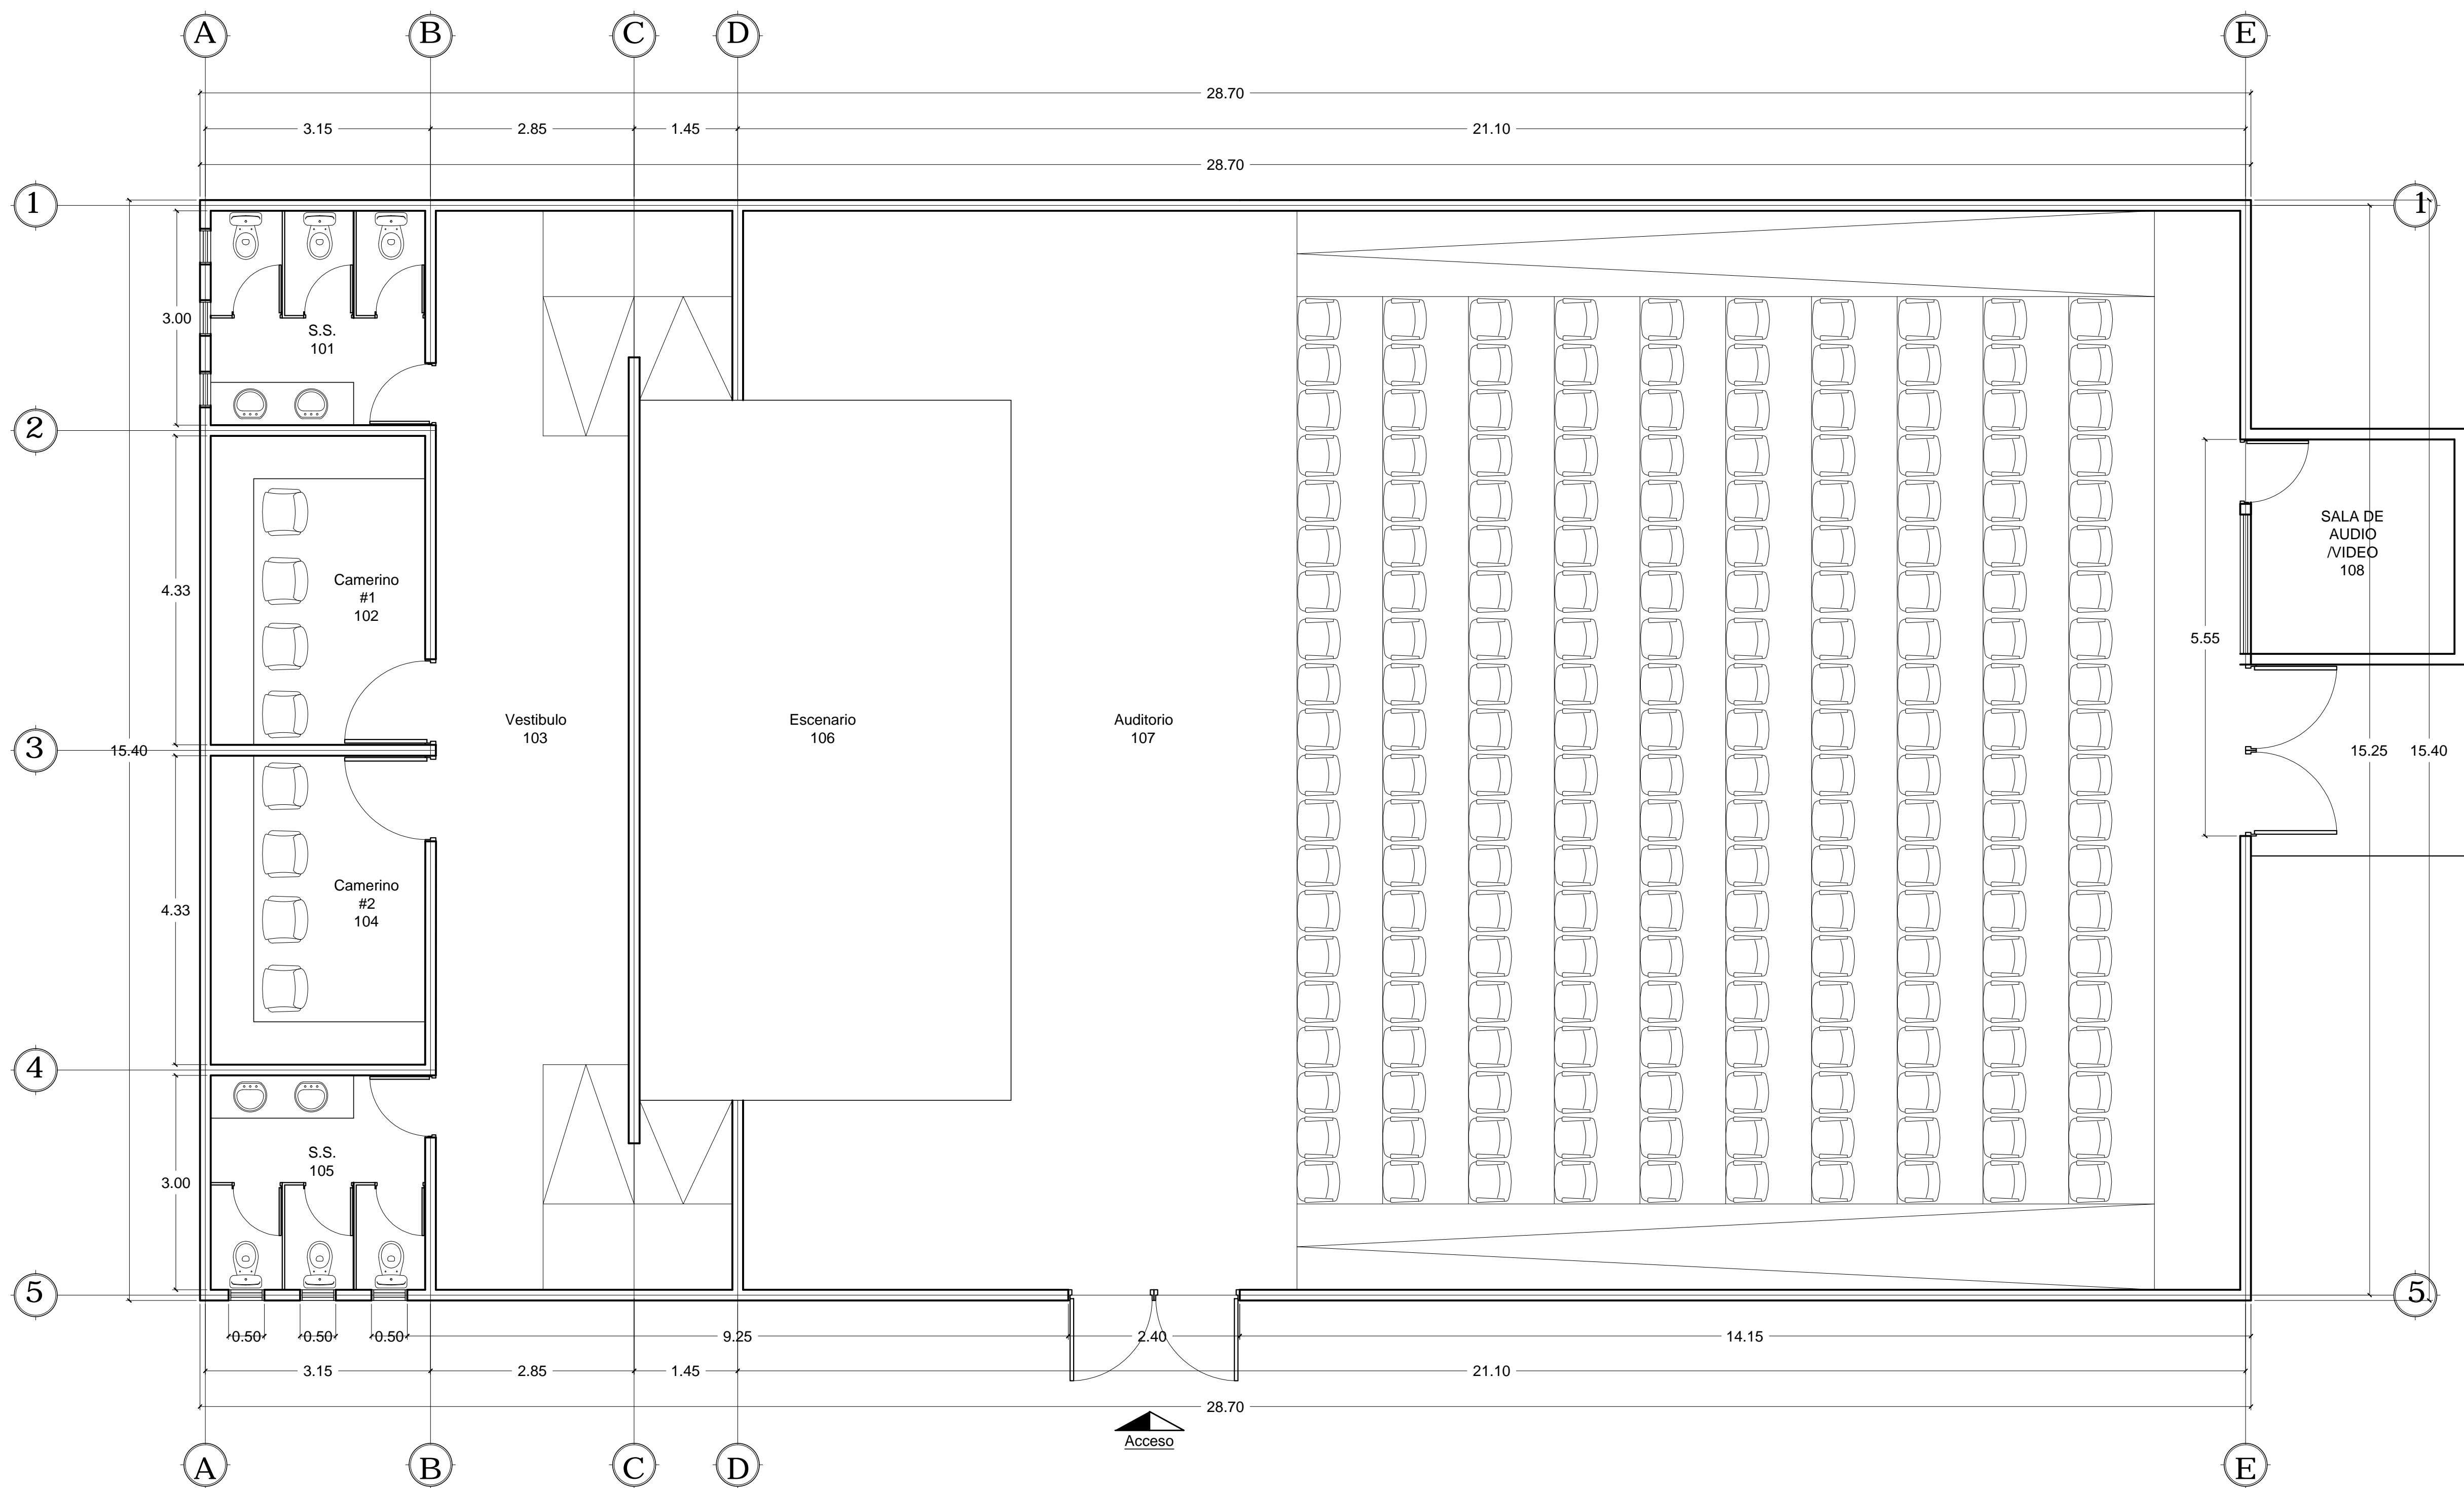 A B C D E
28.70
3.15 2.85 1.45 21.10
28.70
1 1
3.00
S.S.
101
2
SALA DE
AUDIO
/VIDEO
108
Camerino
#1
102
4.33
5.55
Vestibulo
103
Escenario
106
Auditorio
107
3 15.40 15.25 15.40
Camerino
#2
104
4.33
4
S.S.
105
3.00
5 5
0.50 0.50 0.50 9.25 2.40 14.15
3.15 2.85 1.45 21.10
28.70
Acceso
A B C D E